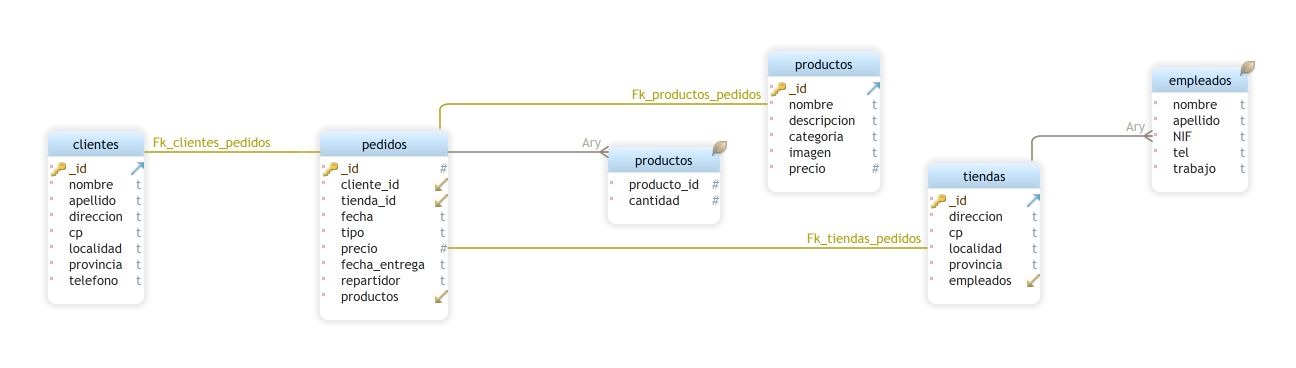 clientes
_id
nombre t
apellido t
direccion t
cp t
localidad t
provincia t
telefono t
Fk_clientes_pedidos
pedidos
_id #
cliente_id
tienda_id
fecha t
tipo t
precio #
fecha_entrega t
repartidor t
productos
Ary
productos
producto_id #
cantidad #
Fk_productos_pedidos
productos
_id
nombre t
descripcion t
categoria t
imagen t
precio #
Fk_tiendas_pedidos
tiendas
_id
direccion t
cp t
localidad t
provincia t
empleados
Ary
empleados
nombre t
apellido t
NIF t
tel t
trabajo t